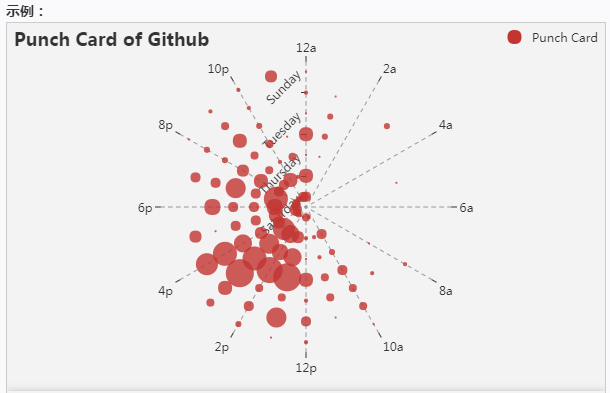 示例：
Punch Card of Github
Punch Card
12a
2a
4a
6a
8a
10a
12p
2p
4p
6p
8p
10p
Sunday
Tuesday
Thursday
Saturday